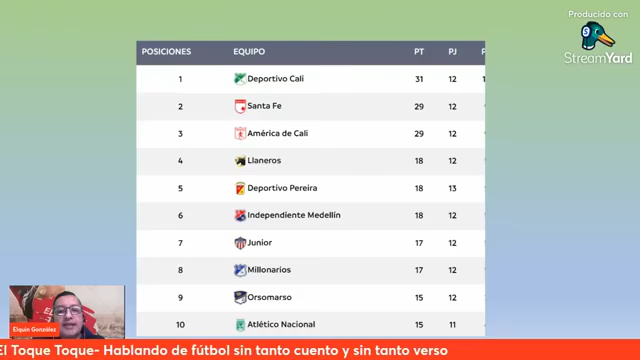 Producido con
StreamYard
POSICIONES EQUIPO PT PJ
1 Deportivo Cali 31 12
2 Santa Fe 29 12
3 América de Cali 29 12
4 Llaneros 18 12
5 Deportivo Pereira 18 13
6 Independiente Medellín 18 12
7 Junior 17 12
8 Millonarios 17 12
9 Orsomarso 15 12
10 Atlético Nacional 15 11
Elquin González
El Toque Toque- Hablando de fútbol sin tanto cuento y sin tanto verso